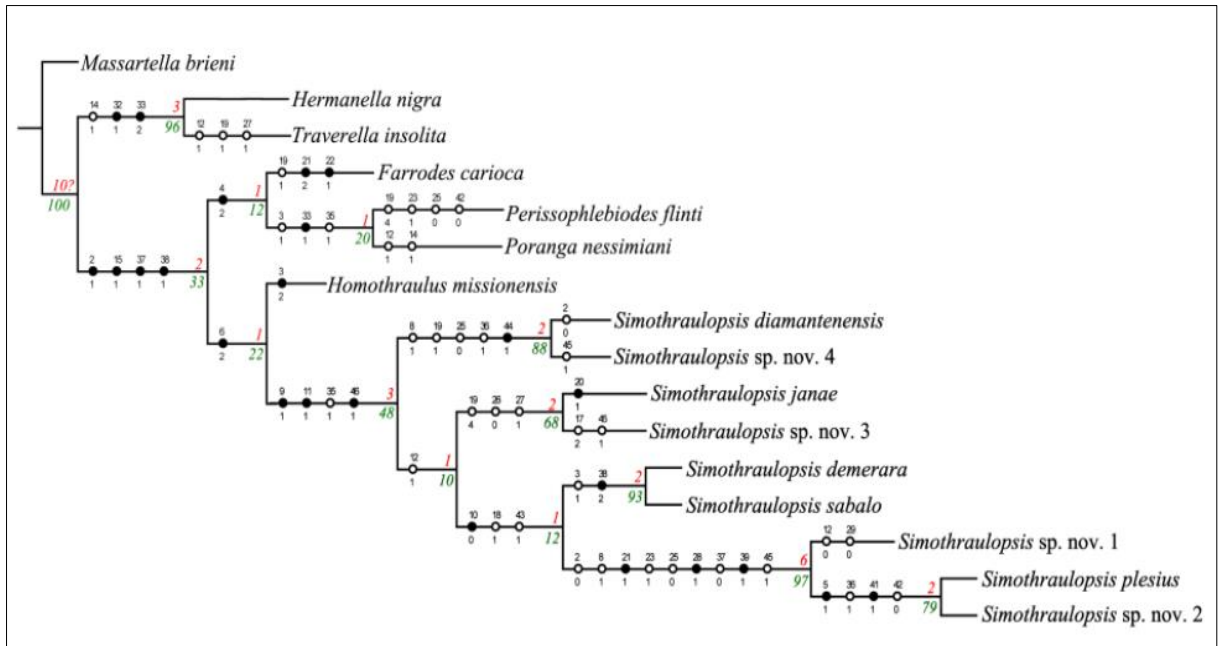 Massartella brieni
14 32 33 3
1 1 2 96
Hermanella nigra
12 19 27
1 1 1
Traverella insolita
10?
100
19 21 22
1 2 1
Farrodes carioca
4 1
2 12
3 33 35 1
1 1 1 20
19 23 25 42
4 1 0 0
Perissophlebiodes flinti
12 14
1 1
Poranga nessimiani
2 15 37 38 2
1 1 1 1 33
3
2
Homothraulus missionensis
6 1
2 22
8 19 25 36 44 2
1 1 0 1 1 88
2
0
Simothraulopsis diamantenensis
45
1
Simothraulopsis sp. nov. 4
9 11 35 46 3
1 1 1 1 48
19 26 27 2
4 0 1 68
20
1
Simothraulopsis janae
17 45
2 1
Simothraulopsis sp. nov. 3
12 1
1 10
3 38 2
1 2 93
Simothraulopsis demerara
Simothraulopsis sabalo
10 18 43 1
0 1 1 12
2 8 21 23 25 28 37 39 45 6
0 1 1 1 0 1 0 1 1 97
12 29
0 0
Simothraulopsis sp. nov. 1
5 36 41 42 2
1 1 1 0 79
Simothraulopsis plesius
Simothraulopsis sp. nov. 2